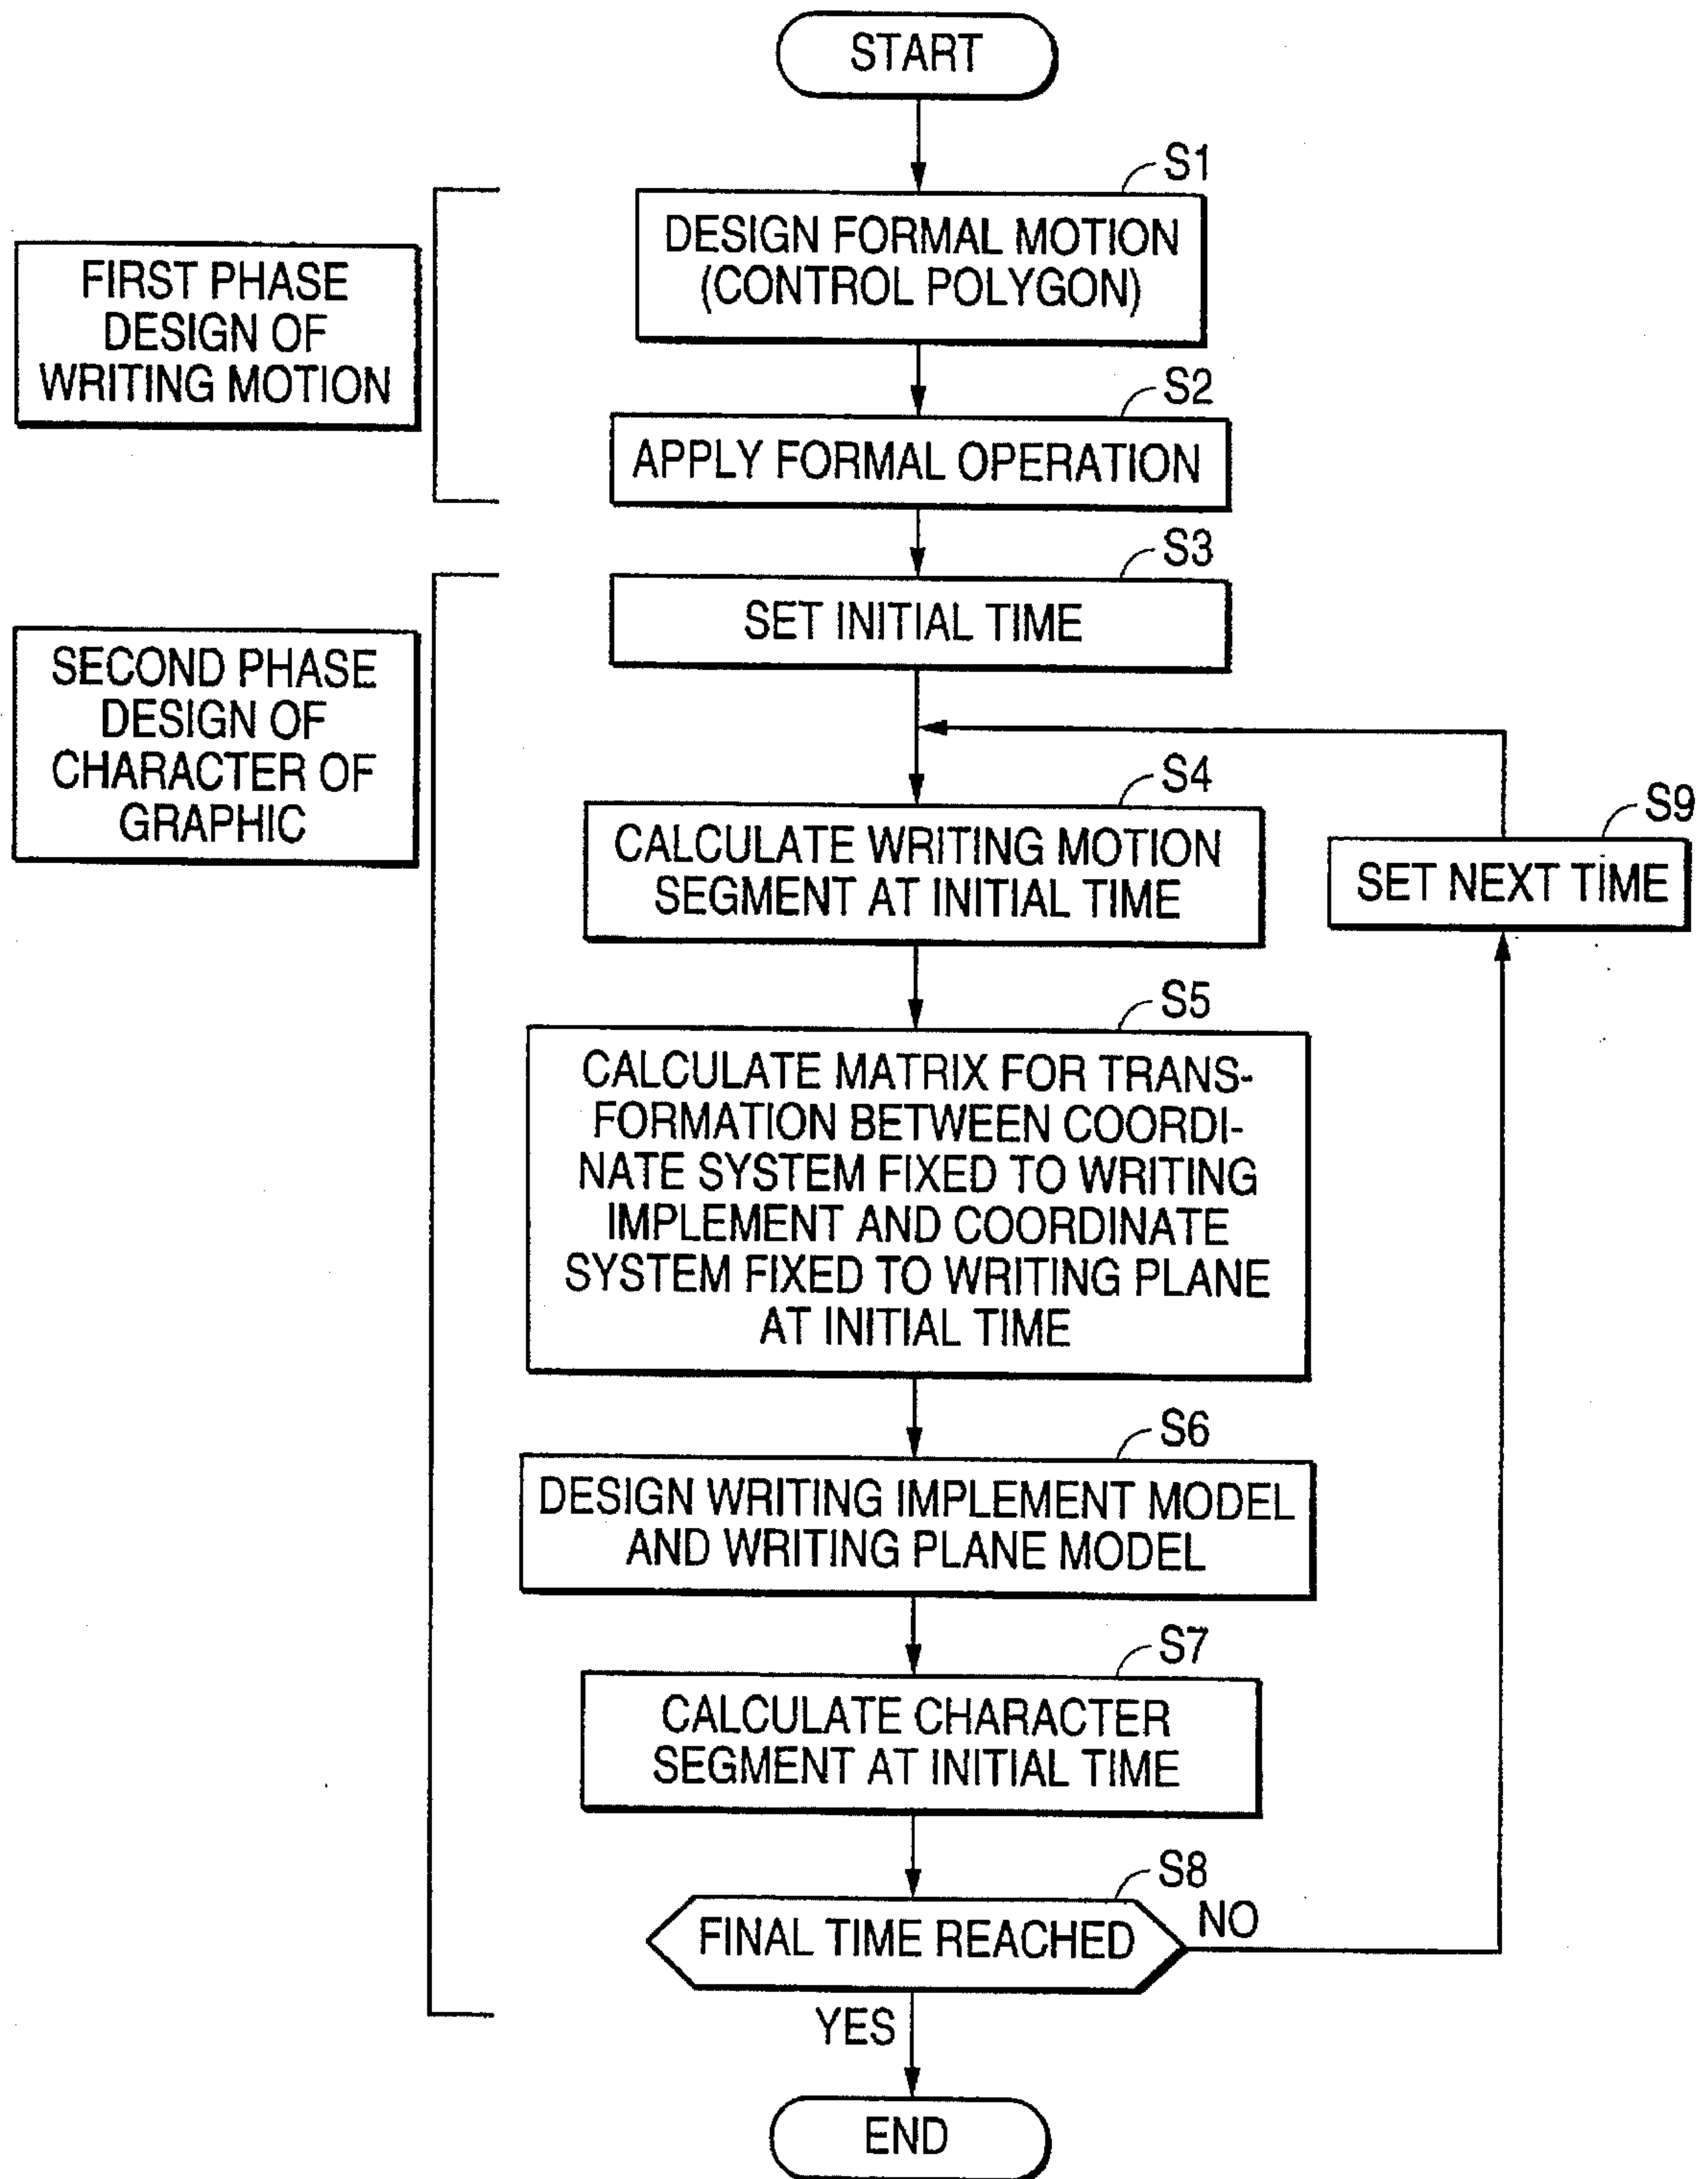 START
S1
DESIGN FORMAL MOTION
(CONTROL POLYGON)
FIRST PHASE
DESIGN OF
WRITING MOTION
S2
APPLY FORMAL OPERATION
S3
SET INITIAL TIME
SECOND PHASE
DESIGN OF
CHARACTER OF
GRAPHIC
S4
CALCULATE WRITING MOTION
SEGMENT AT INITIAL TIME
S9
SET NEXT TIME
S5
CALCULATE MATRIX FOR TRANS-
FORMATION BETWEEN COORDI-
NATE SYSTEM FIXED TO WRITING
IMPLEMENT AND COORDINATE
SYSTEM FIXED TO WRITING PLANE
AT INITIAL TIME
S6
DESIGN WRITING IMPLEMENT MODEL
AND WRITING PLANE MODEL
S7
CALCULATE CHARACTER
SEGMENT AT INITIAL TIME
S8
FINAL TIME REACHED
NO
YES
END